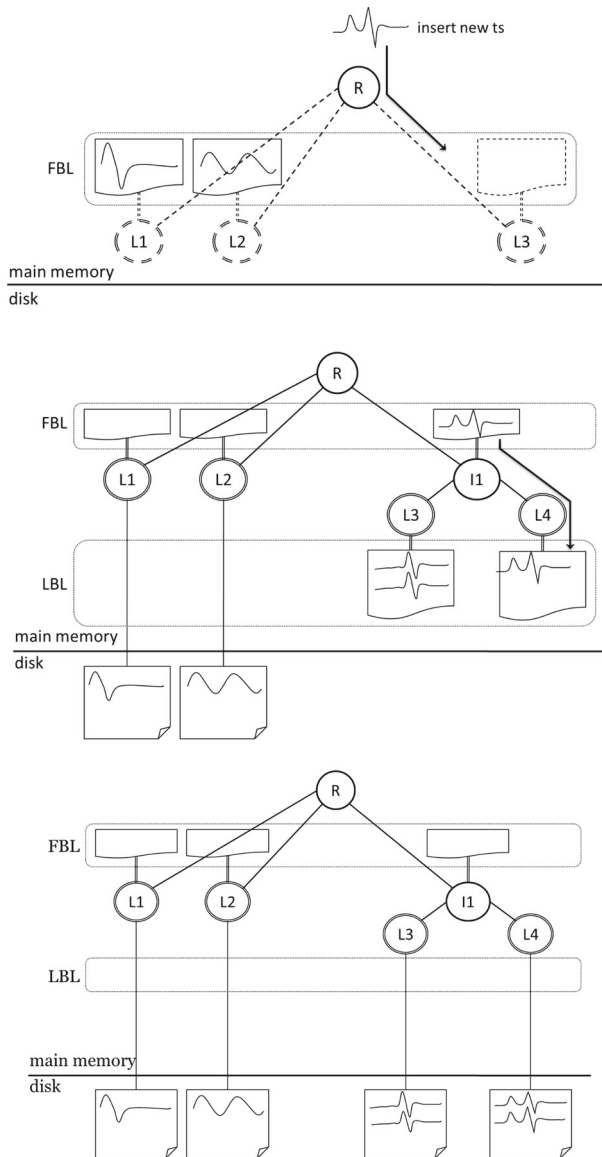 insert new ts
R
FBL
L1 L2 L3
main memory
disk
R
FBL
L1 L2 I1
L3 L4
LBL
main memory
disk
R
FBL
L1 L2 I1
L3 L4
LBL
main memory
disk